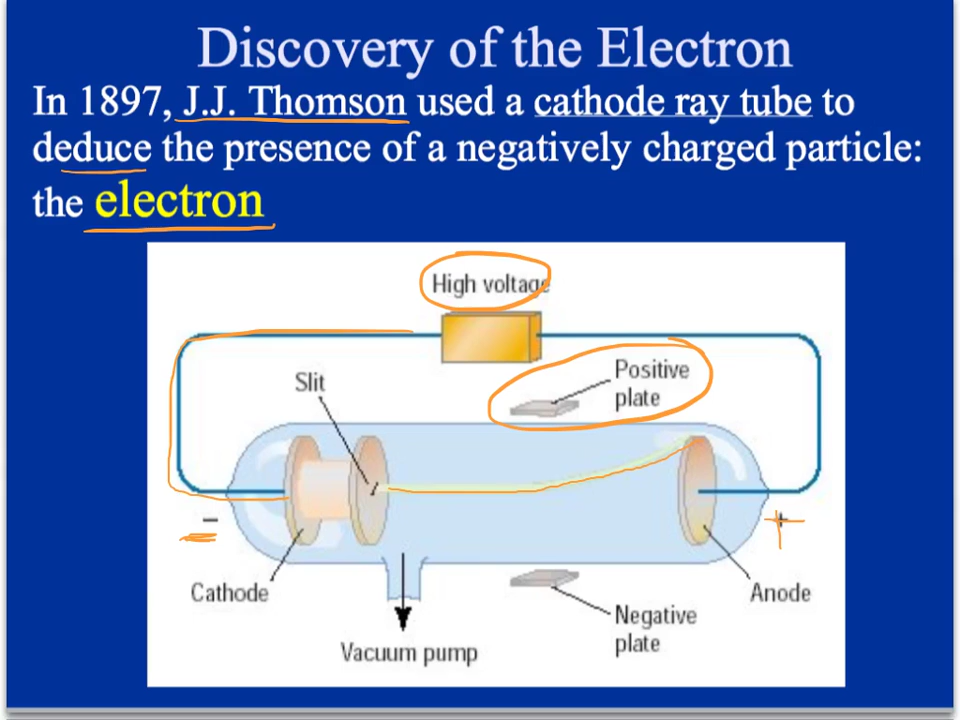 Discovery of the Electron
In 1897, J.J. Thomson used a cathode ray tube to
deduce the presence of a negatively charged particle:
the electron
High voltage
Positive
plate
Slit
-
+
Cathode
Anode
Negative
plate
Vacuum pump